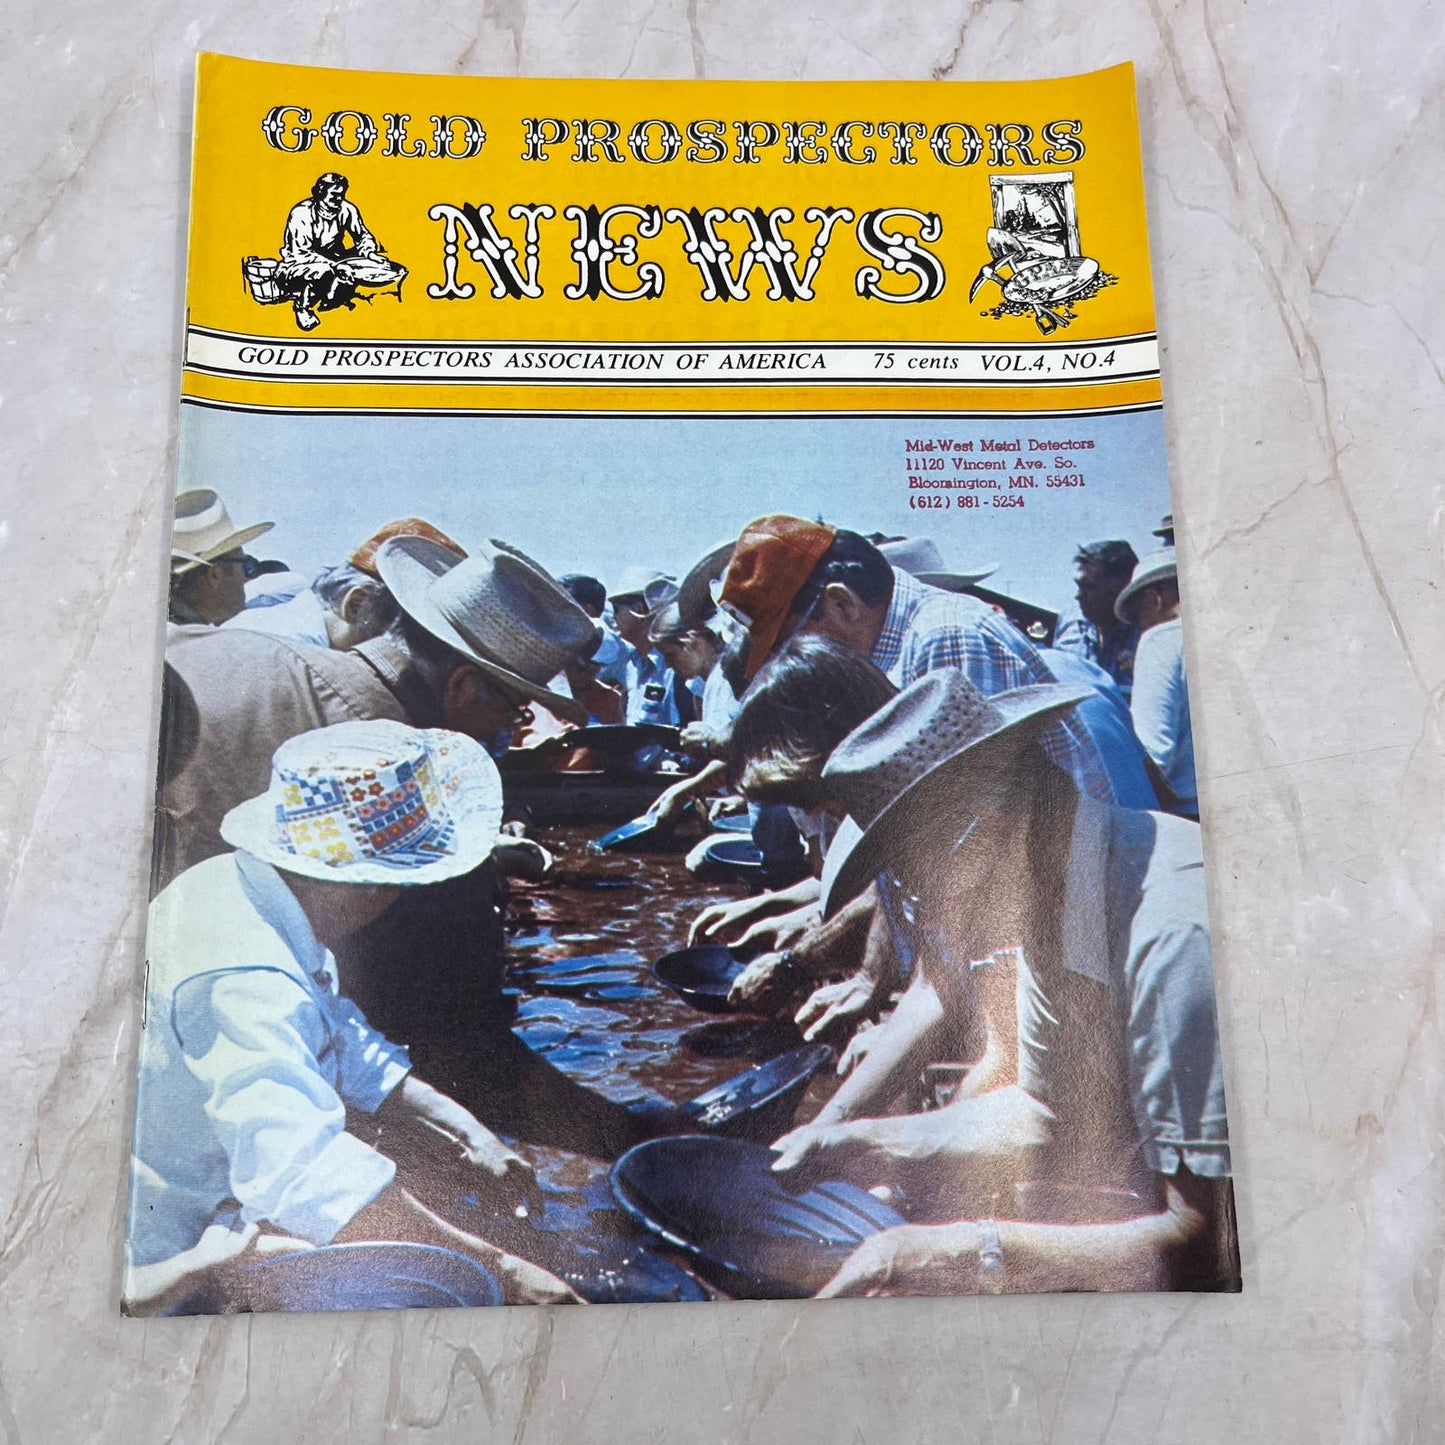 GOLD PROSPECTORS
NEWS
GOLD PROSPECTORS ASSOCIATION OF AMERICA 75 cents VOL.4, NO.4
Mid-West Metal Detectors
11120 Vincent Ave. So.
Bloomington, MN. 55431
(612) 881-5254